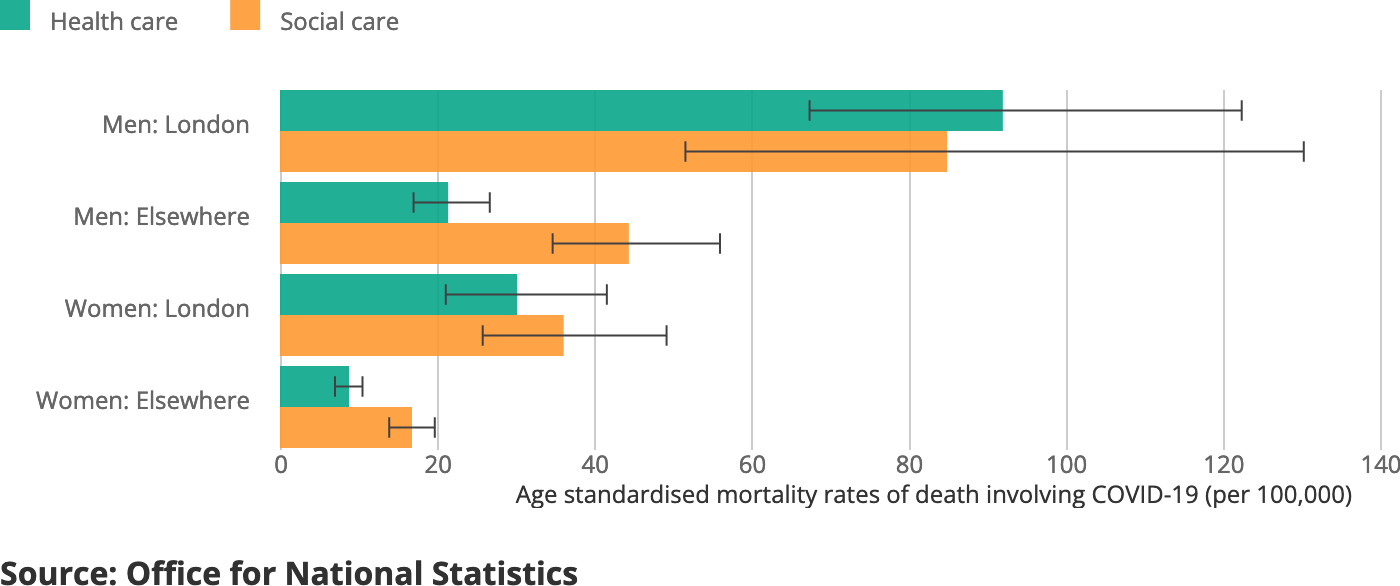 Health care Social care
Men: London
Men: Elsewhere
Women: London
Women: Elsewhere
0 20 40 60 80 100 120 140
Age standardised mortality rates of death involving COVID-19 (per 100,000)
Source: Office for National Statistics